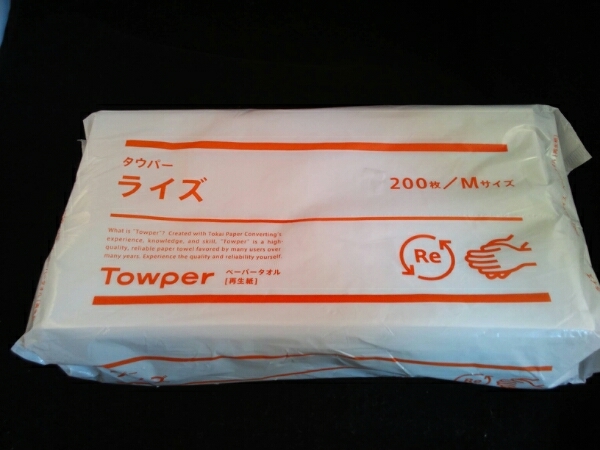 タウパー
ライズ
200枚/Mサイズ
What is "Towper"? Created with Tokai Paper Converting's
experience, knowledge, and skill, "Towper" is a high-
quality, reliable paper towel favored by many users over
many years. Experience the quality and reliability yourself.
Re
Towper
ペーパータオル
[再生紙]